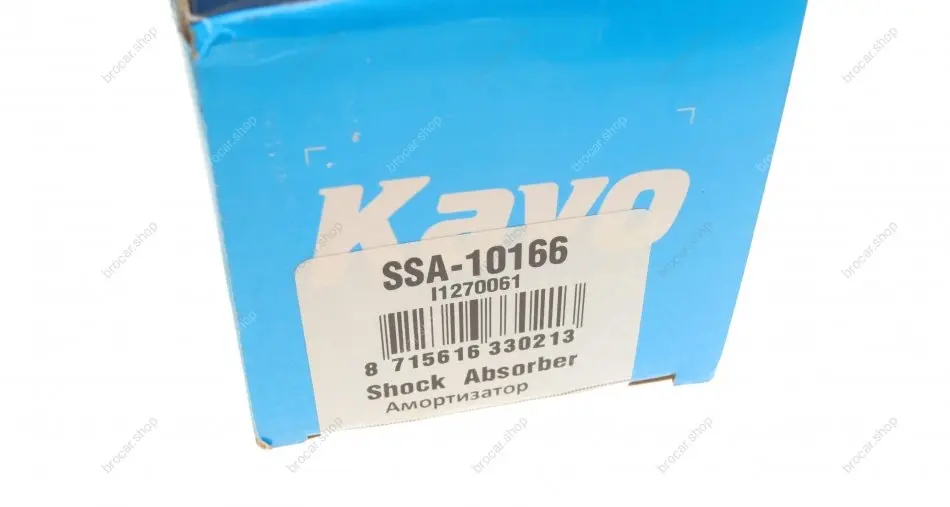 Kavo
SSA-10166
I1270061
8 715616 330213
Shock Absorber
Амортизатор
brocar.shop